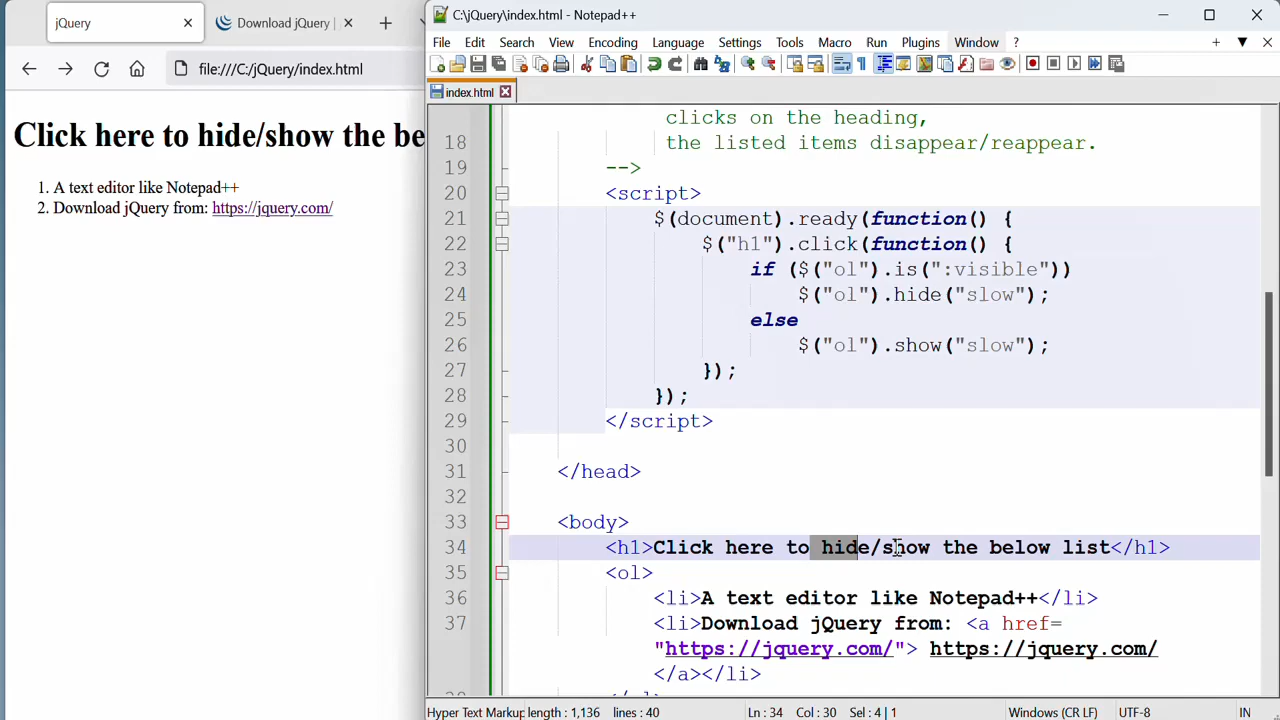 jQuery
Download jQuery |
C:\jQuery\index.html - Notepad++
File Edit Search View Encoding Language Settings Tools Macro Run Plugins Window ?
file:///C:/jQuery/index.html
index.html
Click here to hide/show the be
1. A text editor like Notepad++
2. Download jQuery from: https://jquery.com/
clicks on the heading,
18 the listed items disappear/reappear.
19 -->
20 <script>
21 $(document).ready(function() {
22 $("h1").click(function() {
23 if ($("ol").is(":visible"))
24 $("ol").hide("slow");
25 else
26 $("ol").show("slow");
27 });
28 });
29 </script>
30
31 </head>
32
33 <body>
34 <h1>Click here to hide/show the below list</h1>
35 <ol>
36 <li>A text editor like Notepad++</li>
37 <li>Download jQuery from: <a href=
"https://jquery.com/"> https://jquery.com/
</a></li>
Hyper Text Markup length : 1,136 lines : 40 Ln : 34 Col : 30 Sel : 4 | 1 Windows (CR LF) UTF-8 IN